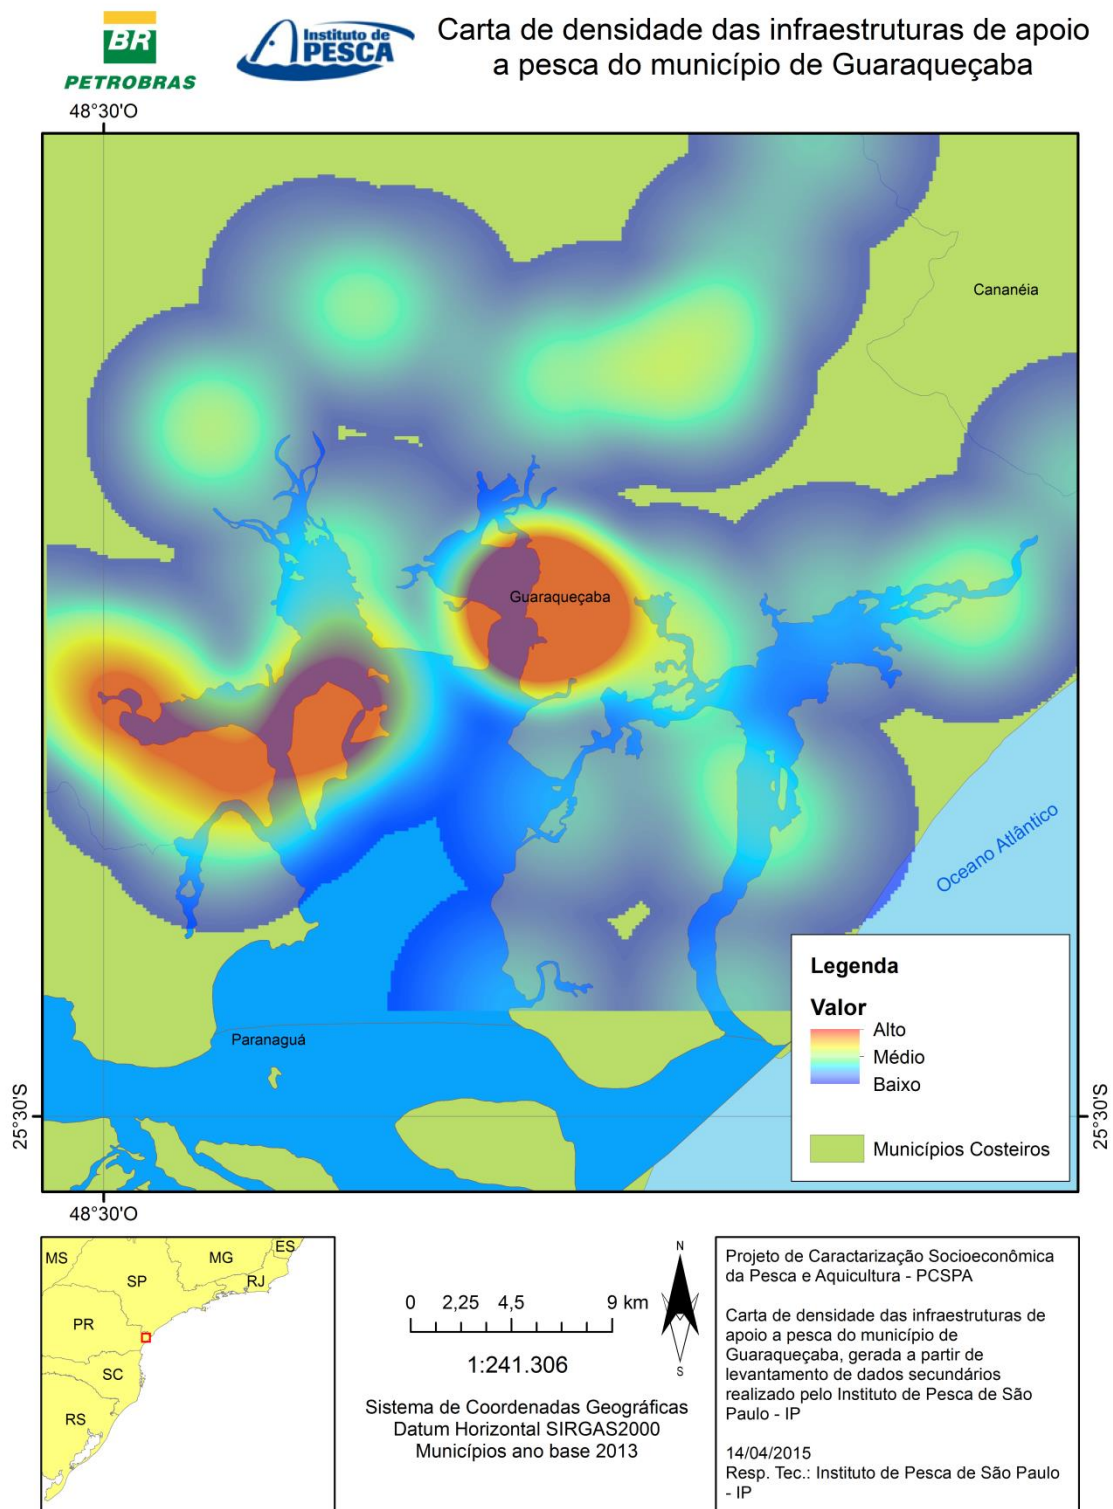 BR
PETROBRAS
Instituto de
PESCA
Carta de densidade das infraestruturas de apoio
a pesca do município de Guaraqueçaba
48°30'O
Cananéia
Guaraqueçaba
Oceano Atlântico
Paranaguá
25°30'S
25°30'S
Legenda
Valor
Alto
Médio
Baixo
Municípios Costeiros
48°30'O
MS
MG
ES
SP
RJ
PR
SC
RS
0 2,25 4,5 9 km
1:241.306
Sistema de Coordenadas Geográficas
Datum Horizontal SIRGAS2000
Municípios ano base 2013
N
S
Projeto de Caractarização Socioeconômica
da Pesca e Aquicultura - PCSPA
Carta de densidade das infraestruturas de
apoio a pesca do município de
Guaraqueçaba, gerada a partir de
levantamento de dados secundários
realizado pelo Instituto de Pesca de São
Paulo - IP
14/04/2015
Resp. Tec.: Instituto de Pesca de São Paulo
- IP